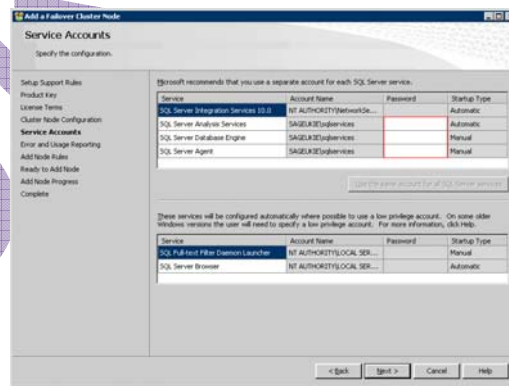 Add a Failover Cluster Node
Service Accounts
Specify the configuration.
Setup Support Rules
Product Key
License Terms
Cluster Node Configuration
Service Accounts
Error and Usage Reporting
Add Node Rules
Ready to Add Node
Add Node Progress
Complete
Microsoft recommends that you use a separate account for each SQL Server service.
Service Account Name Password Startup Type
SQL Server Integration Services 10.0 NT AUTHORITY\NetworkSe... Automatic
SQL Server Analysis Services SAGEUKIE\sqlservices Automatic
SQL Server Database Engine SAGEUKIE\sqlservices Manual
SQL Server Agent SAGEUKIE\sqlservices Manual
Use the same account for all SQL Server services
These services will be configured automatically where possible to use a low privilege account. On some older
Windows versions the user will need to specify a low privilege account. For more information, click Help.
Service Account Name Password Startup Type
SQL Full-text Filter Daemon Launcher NT AUTHORITY\LOCAL SER... Manual
SQL Server Browser NT AUTHORITY\LOCAL SER... Automatic
< Back Next > Cancel Help